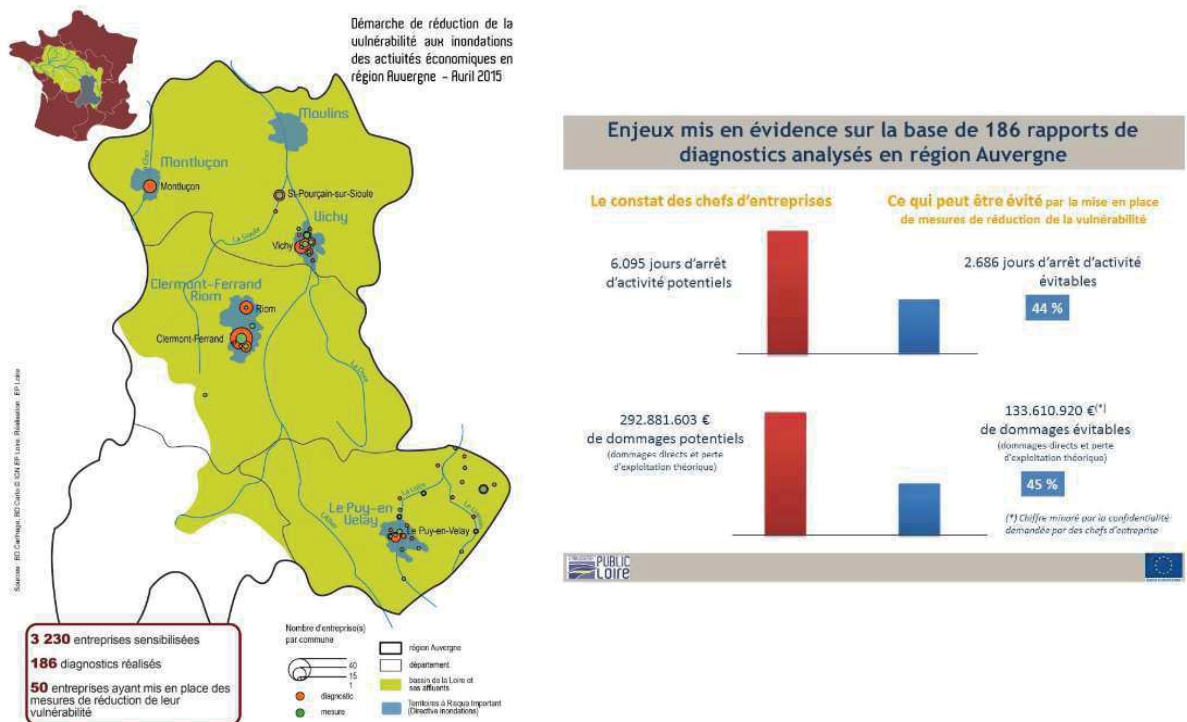 Démarche de réduction de la
vulnérabilité aux inondations
des activités économiques en
région Auvergne - Avril 2015
Moulins
Montluçon
Montluçon
St-Pourçain-sur-Sioule
Vichy
La Sioule
Vichy
Clermont-Ferrand
Riom
Riom
Clermont-Ferrand
La Dore
Le Puy-en
Velay
La Loire
Le Puy-en-Velay
L'Allier
3 230 entreprises sensibilisées
186 diagnostics réalisés
50 entreprises ayant mis en place des
mesures de réduction de leur
vulnérabilité
Nombre d'entreprise(s)
par commune
40
15
1
diagnostic
mesure
région Auvergne
département
bassin de la Loire et
ses affluents
Territoires à Risque Important
(Directive inondations)
Enjeux mis en évidence sur la base de 186 rapports de
diagnostics analysés en région Auvergne
Le constat des chefs d'entreprises
Ce qui peut être évité par la mise en place
de mesures de réduction de la vulnérabilité
6.095 jours d'arrêt
d'activité potentiels
2.686 jours d'arrêt d'activité
évitables
44 %
292.881.603 €
de dommages potentiels
(dommages directs et perte
d'exploitation théorique)
133.610.920 €(*)
de dommages évitables
(dommages directs et perte
d'exploitation théorique)
45 %
(*) Chiffre minoré par la confidentialité
demandée par des chefs d'entreprise
PUBLIC
LOIRE